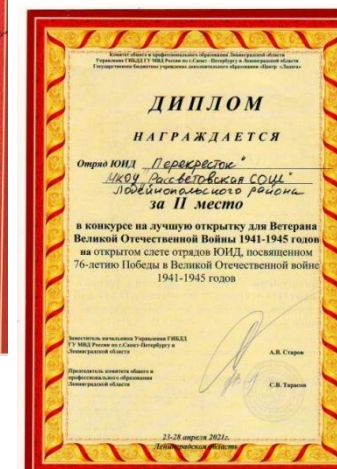 Комитет общего и профессионального образования Ленинградской области
Управление ГИБДД ГУ МВД России по г.Санкт-Петербургу и Ленинградской области
Государственное бюджетное учреждение дополнительного образования «Центр «Ладога»
ДИПЛОМ
НАГРАЖДАЕТСЯ
Отряд ЮИД „Перекресток"
МКОУ „Рассветовская СОШ"
Лодейнопольского района
за II место
в конкурсе на лучшую открытку для Ветерана
Великой Отечественной Войны 1941-1945 годов
на открытом слете отрядов ЮИД, посвященном
76-летию Победы в Великой Отечественной войне
1941-1945 годов
Заместитель начальника Управления ГИБДД
ГУ МВД России по г.Санкт-Петербургу и
Ленинградской области
А.В. Старов
Председатель комитета общего и
профессионального образования
Ленинградской области
С.В. Тарасов
23-28 апреля 2021г.
Ленинградская область